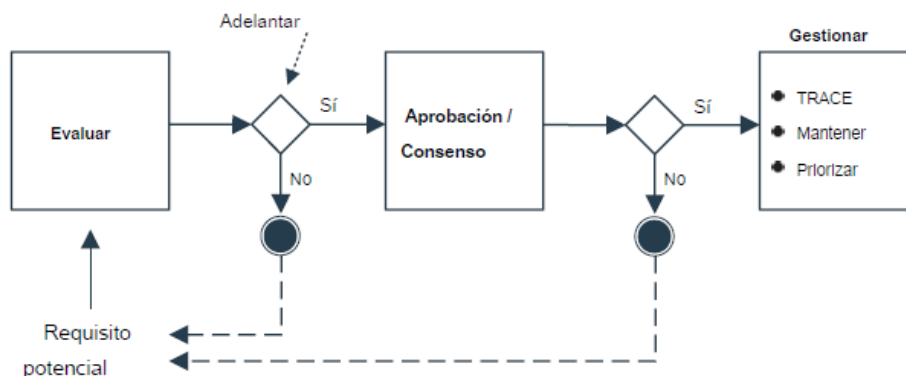 Adelantar
Gestionar
Evaluar
Sí
Aprobación /
Consenso
Sí
TRACE
Mantener
Priorizar
No
No
Requisito
potencial